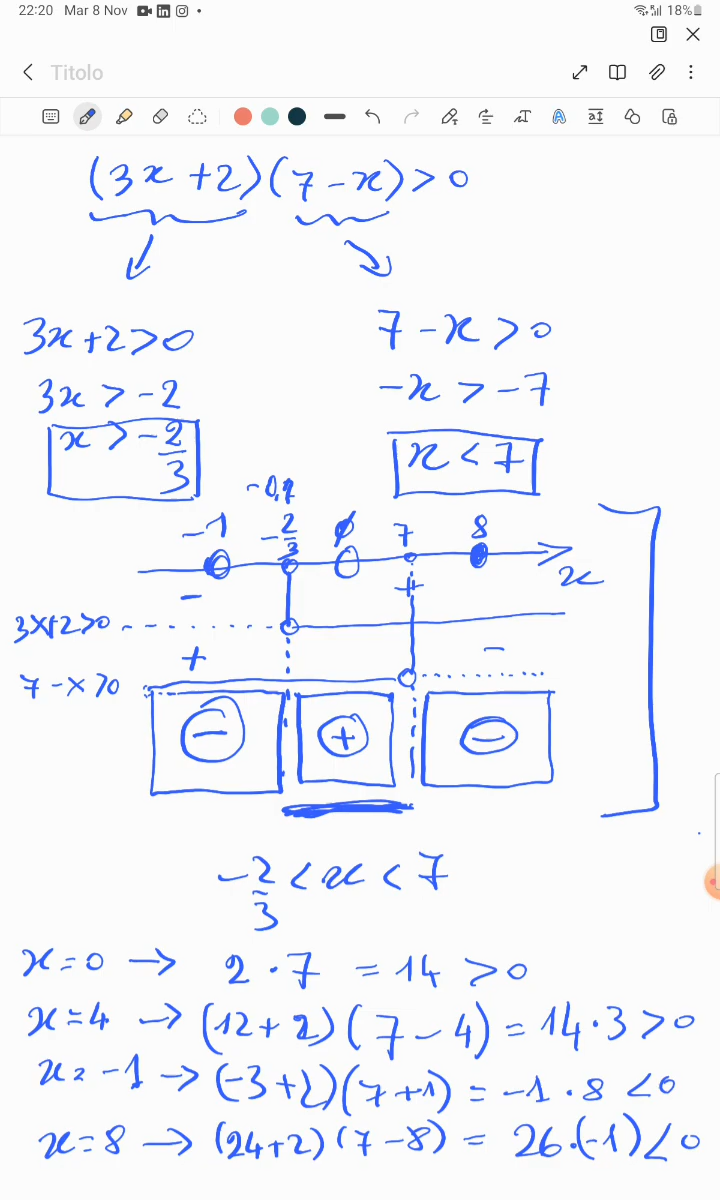 22:20 Mar 8 Nov 18%
Titolo
(3x+2)(7-x)>0
3x+2>0 7-x>0
3x>-2 -x>-7
x>-2/3 x<7
-1 -2/3 7 8
x
- +
3x+2>0
+ -
7-x>0
- + -
-2/3<x<7
x=0 → 2·7 = 14 >0
x=4 → (12+2)(7-4)=14·3>0
x=-1 → (-3+2)(7+1)=-1·8<0
x=8 → (24+2)(7-8)= 26·(-1)<0